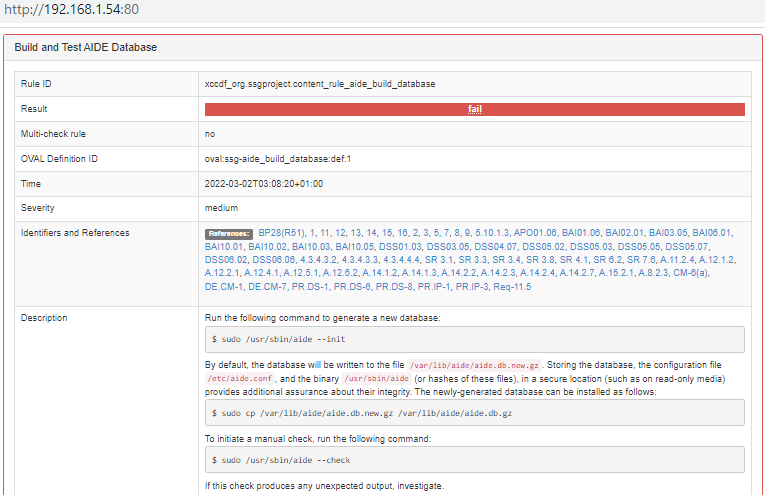 http://192.168.1.54:80
Build and Test AIDE Database
Rule ID xccdf_org.ssgproject.content_rule_aide_build_database
Result fail
Multi-check rule no
OVAL Definition ID oval:ssg-aide_build_database:def:1
Time 2022-03-02T03:08:20+01:00
Severity medium
Identifiers and References References: BP28(R51), 1, 11, 12, 13, 14, 15, 16, 2, 3, 5, 7, 8, 9, 5.10.1.3, APO01.06, BAI01.06, BAI02.01, BAI03.05, BAI06.01,
BAI10.01, BAI10.02, BAI10.03, BAI10.05, DSS01.03, DSS03.05, DSS04.07, DSS05.02, DSS05.03, DSS05.05, DSS05.07,
DSS06.02, DSS06.06, 4.3.4.3.2, 4.3.4.3.3, 4.3.4.4.4, SR 3.1, SR 3.3, SR 3.4, SR 3.8, SR 4.1, SR 6.2, SR 7.6, A.11.2.4, A.12.1.2,
A.12.2.1, A.12.4.1, A.12.5.1, A.12.6.2, A.14.1.2, A.14.1.3, A.14.2.2, A.14.2.3, A.14.2.4, A.14.2.7, A.15.2.1, A.8.2.3, CM-6(a),
DE.CM-1, DE.CM-7, PR.DS-1, PR.DS-6, PR.DS-8, PR.IP-1, PR.IP-3, Req-11.5
Description Run the following command to generate a new database:
$ sudo /usr/sbin/aide --init
By default, the database will be written to the file /var/lib/aide/aide.db.new.gz. Storing the database, the configuration file
/etc/aide.conf, and the binary /usr/sbin/aide (or hashes of these files), in a secure location (such as on read-only media)
provides additional assurance about their integrity. The newly-generated database can be installed as follows:
$ sudo cp /var/lib/aide/aide.db.new.gz /var/lib/aide/aide.db.gz
To initiate a manual check, run the following command:
$ sudo /usr/sbin/aide --check
If this check produces any unexpected output, investigate.